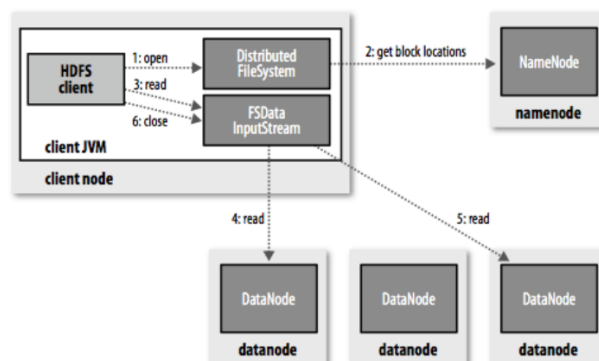 1: open
2: get block locations
HDFS
client
Distributed
FileSystem
NameNode
3: read
FSData
InputStream
6: close
namenode
client JVM
client node
4: read
5: read
DataNode
DataNode
DataNode
datanode
datanode
datanode